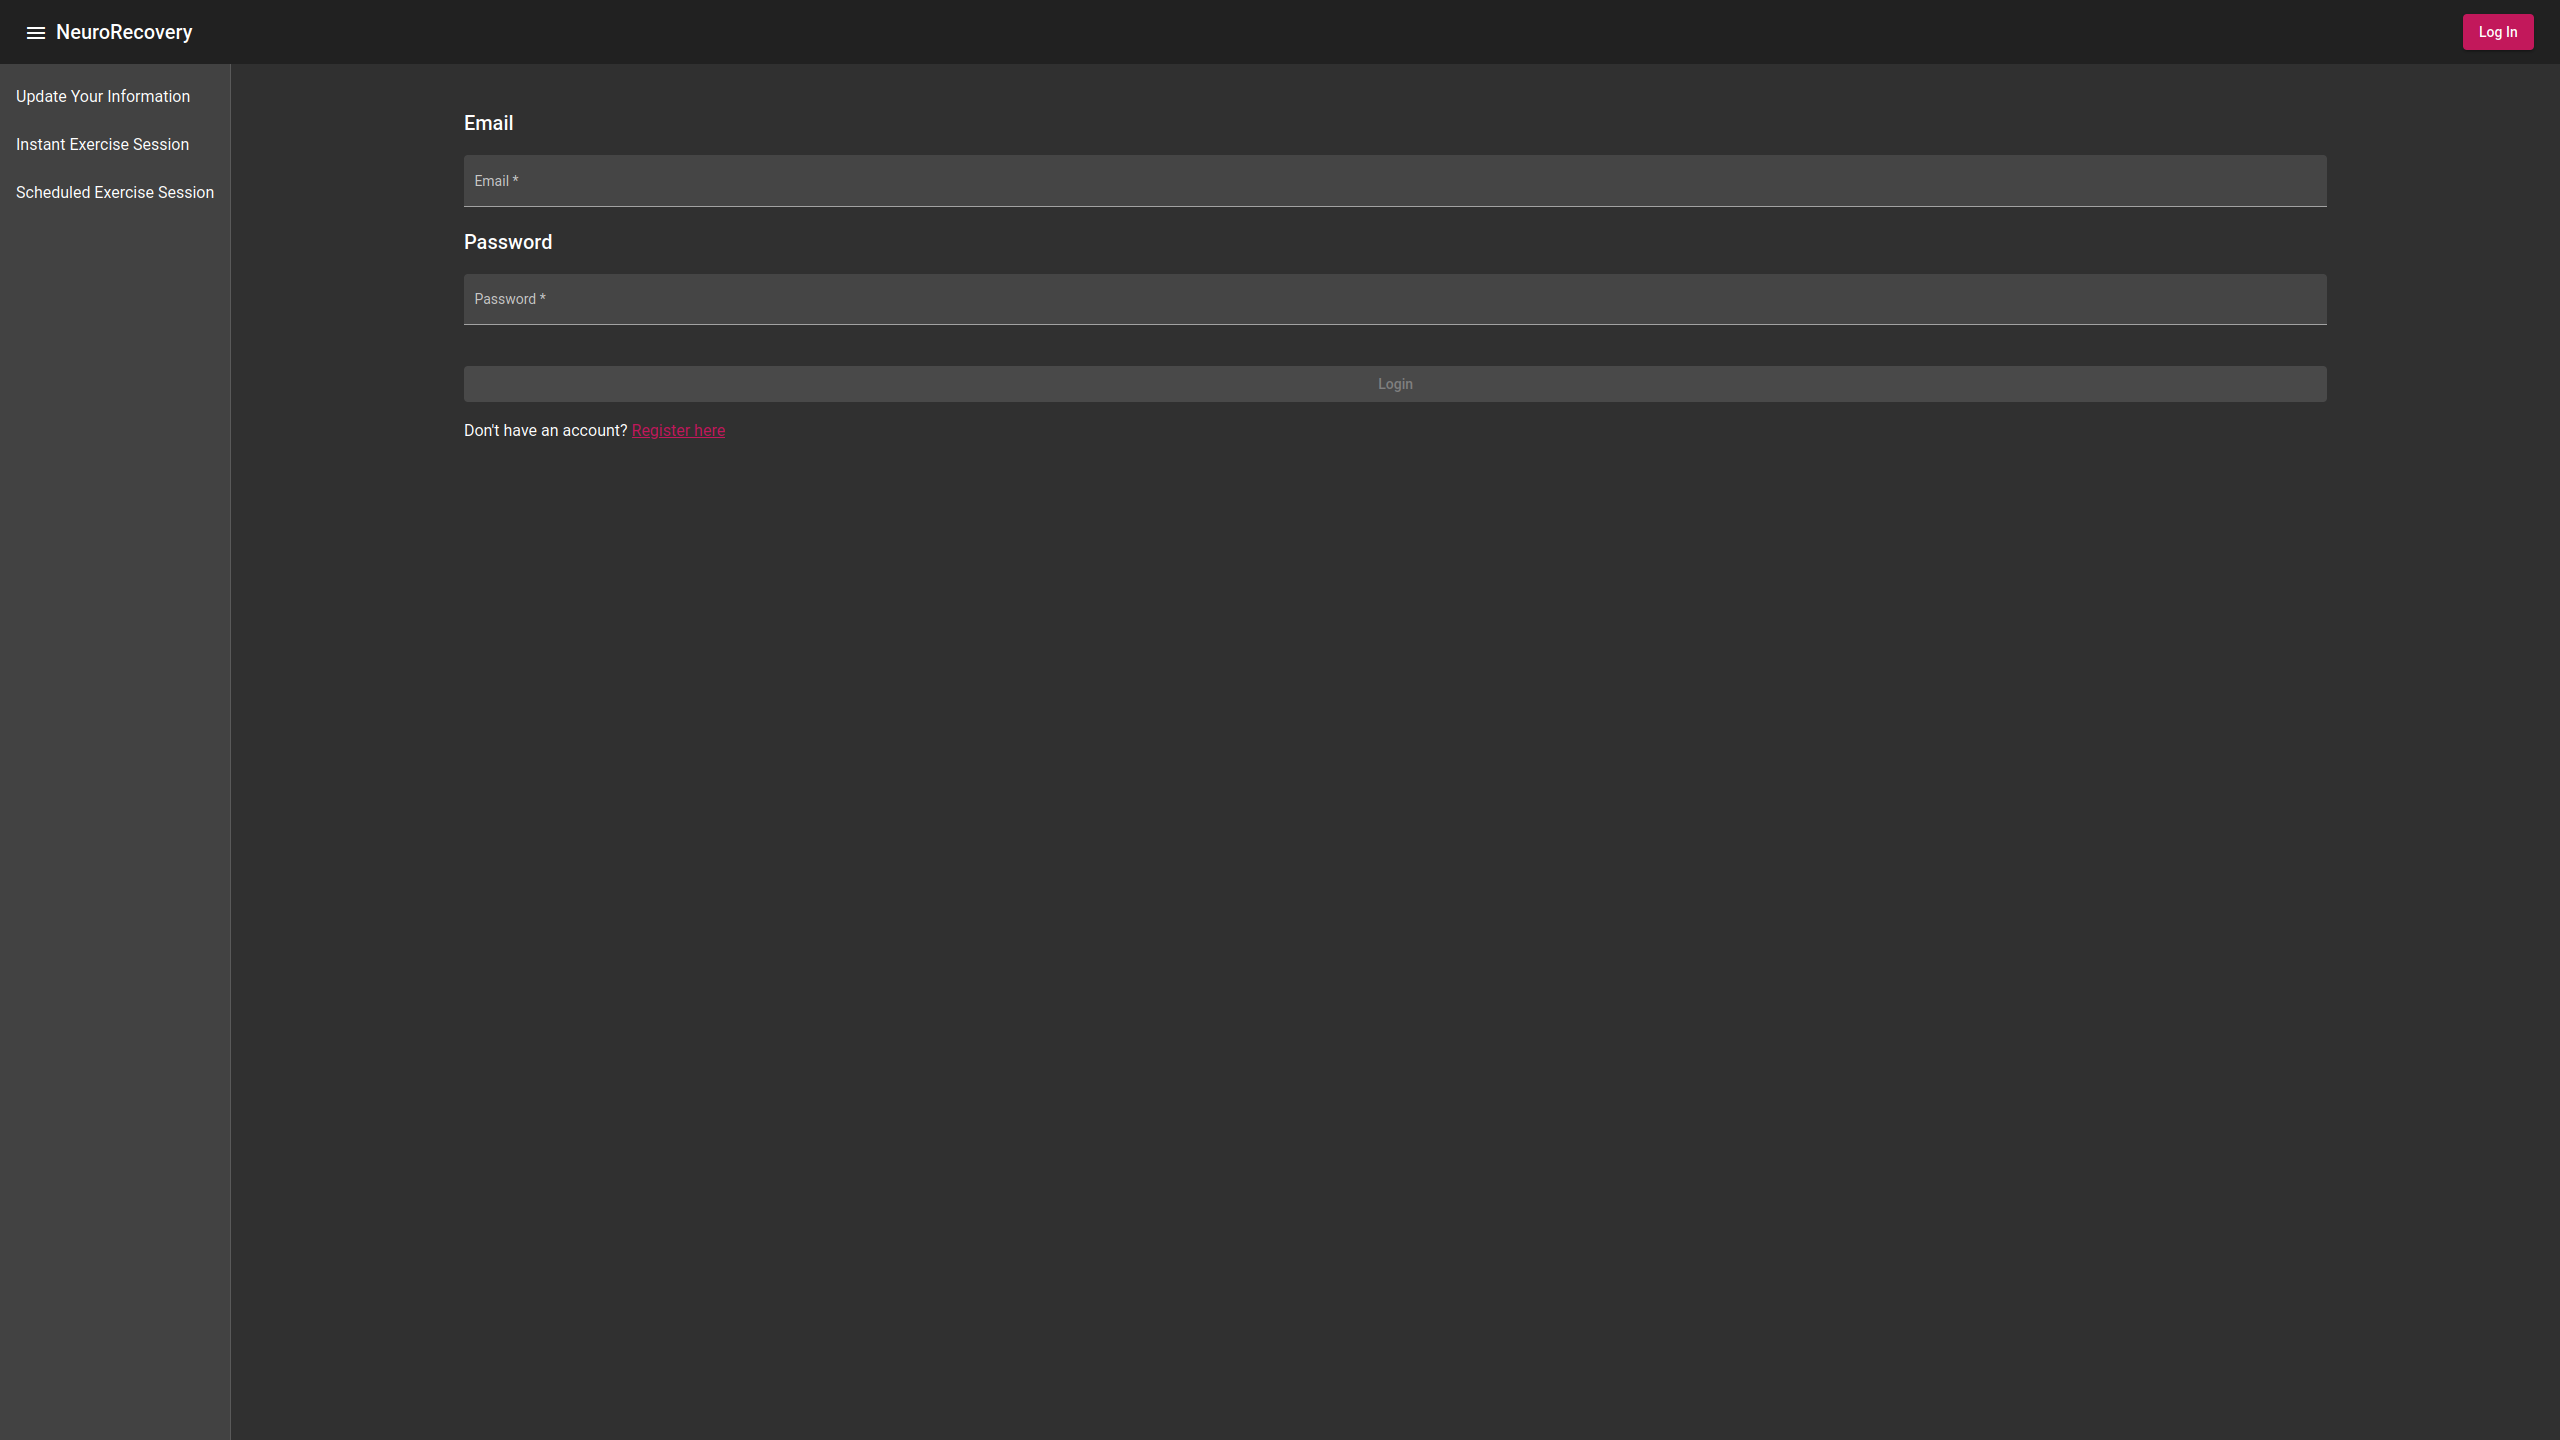 NeuroRecovery
Log In
Update Your Information
Instant Exercise Session
Scheduled Exercise Session
Email
Email *
Password
Password *
Login
Don't have an account? Register here